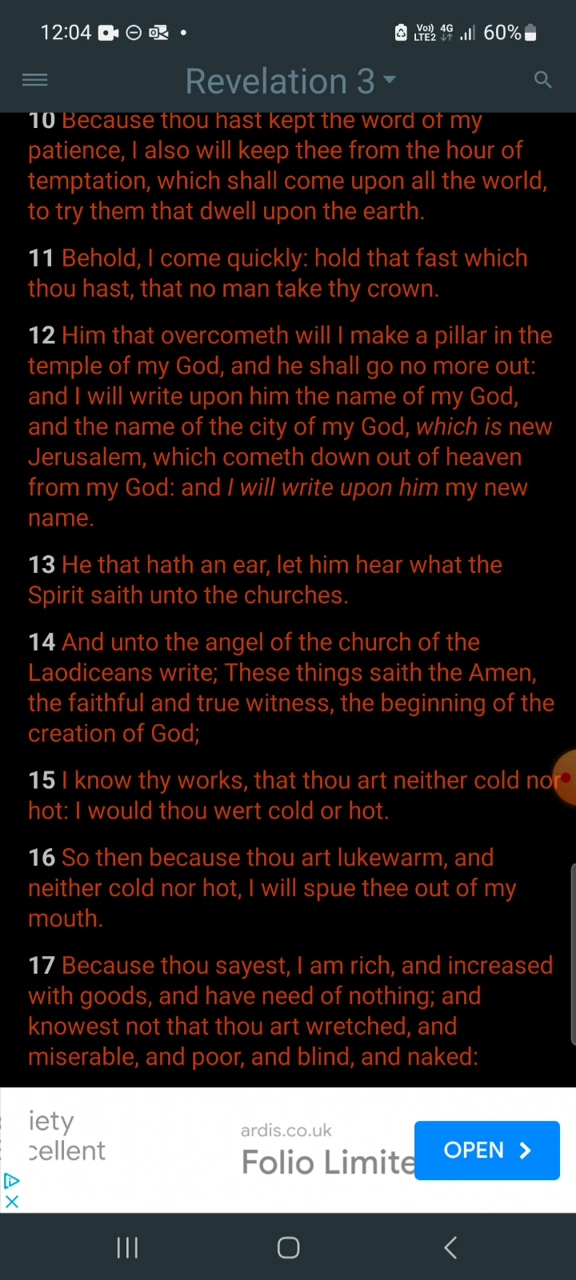 12:04
Vo) 4G
LTE2
60%
Revelation 3
10 Because thou hast kept the word of my
patience, I also will keep thee from the hour of
temptation, which shall come upon all the world,
to try them that dwell upon the earth.
11 Behold, I come quickly: hold that fast which
thou hast, that no man take thy crown.
12 Him that overcometh will I make a pillar in the
temple of my God, and he shall go no more out:
and I will write upon him the name of my God,
and the name of the city of my God, which is new
Jerusalem, which cometh down out of heaven
from my God: and I will write upon him my new
name.
13 He that hath an ear, let him hear what the
Spirit saith unto the churches.
14 And unto the angel of the church of the
Laodiceans write; These things saith the Amen,
the faithful and true witness, the beginning of the
creation of God;
15 I know thy works, that thou art neither cold nor
hot: I would thou wert cold or hot.
16 So then because thou art lukewarm, and
neither cold nor hot, I will spue thee out of my
mouth.
17 Because thou sayest, I am rich, and increased
with goods, and have need of nothing; and
knowest not that thou art wretched, and
miserable, and poor, and blind, and naked:
iety
cellent
ardis.co.uk
Folio Limite
OPEN